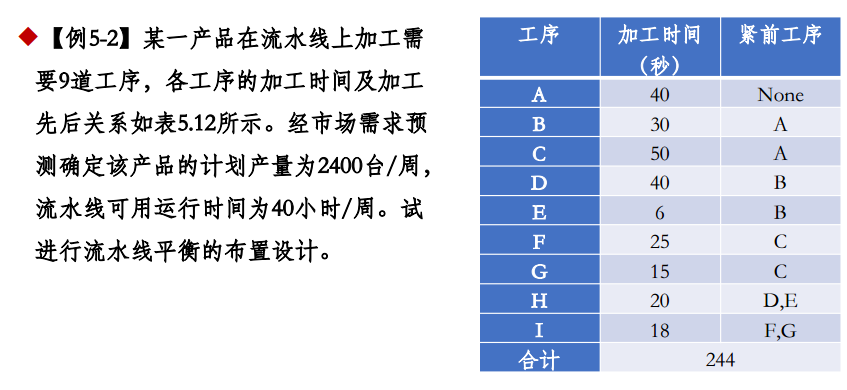 【例5-2】某一产品在流水线上加工需
要9道工序，各工序的加工时间及加工
先后关系如表5.12所示。经市场需求预
测确定该产品的计划产量为2400台/周，
流水线可用运行时间为40小时/周。试
进行流水线平衡的布置设计。
工序 加工时间（秒） 紧前工序
A 40 None
B 30 A
C 50 A
D 40 B
E 6 B
F 25 C
G 15 C
H 20 D,E
I 18 F,G
合计 244